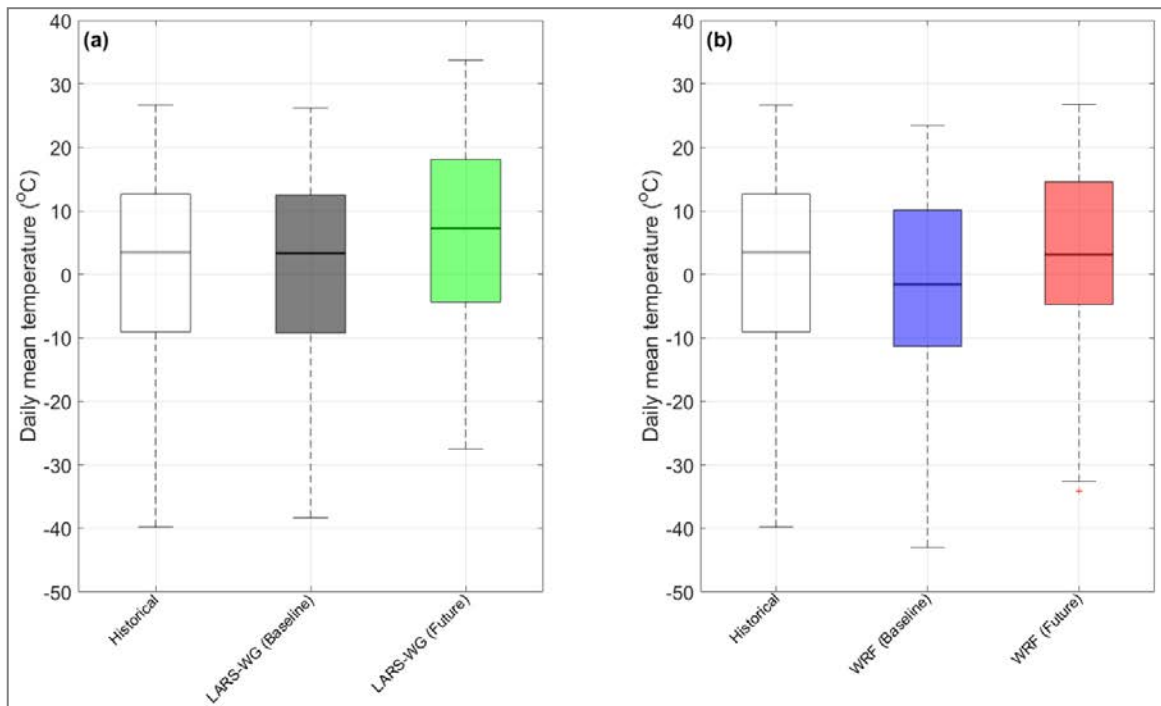 (a)
Daily mean temperature (°C)
40
30
20
10
0
-10
-20
-30
-40
-50
Historical
LARS-WG (Baseline)
LARS-WG (Future)
(b)
Daily mean temperature (°C)
40
30
20
10
0
-10
-20
-30
-40
-50
Historical
WRF (Baseline)
WRF (Future)